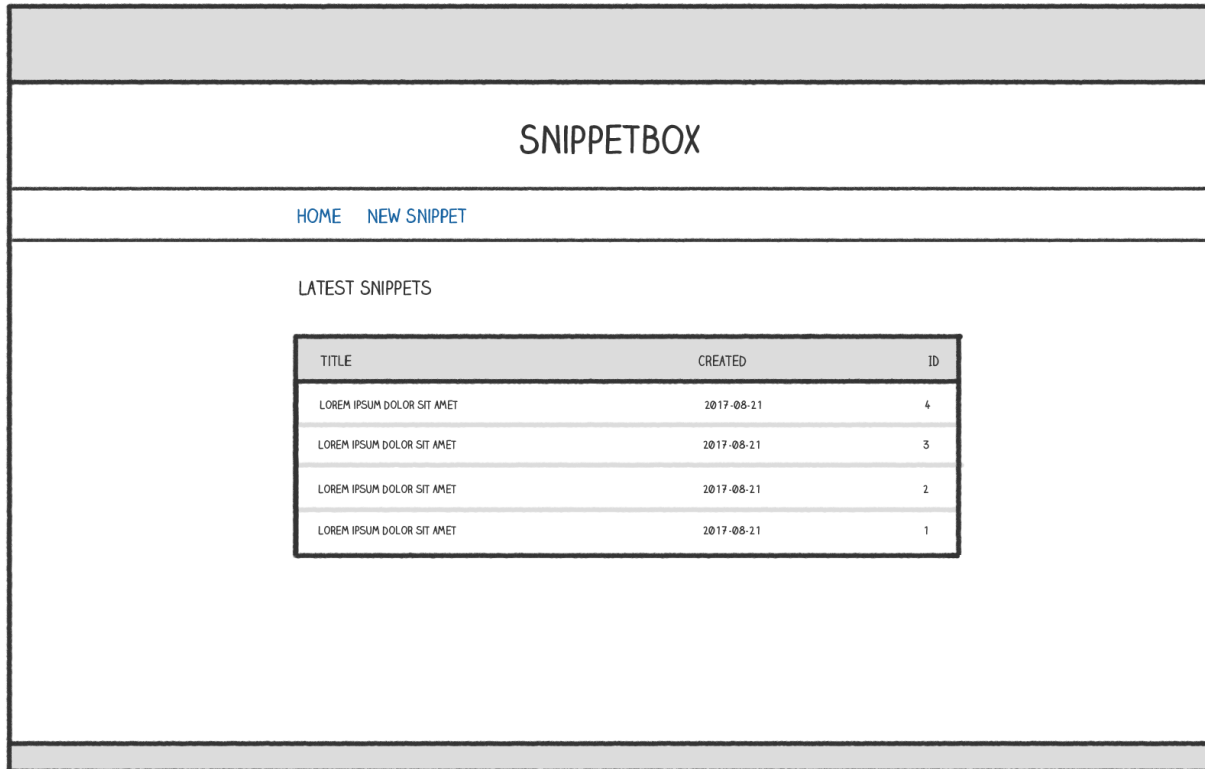 SNIPPETBOX
HOME NEW SNIPPET
LATEST SNIPPETS
TITLE CREATED ID
LOREM IPSUM DOLOR SIT AMET 2017-08-21 4
LOREM IPSUM DOLOR SIT AMET 2017-08-21 3
LOREM IPSUM DOLOR SIT AMET 2017-08-21 2
LOREM IPSUM DOLOR SIT AMET 2017-08-21 1